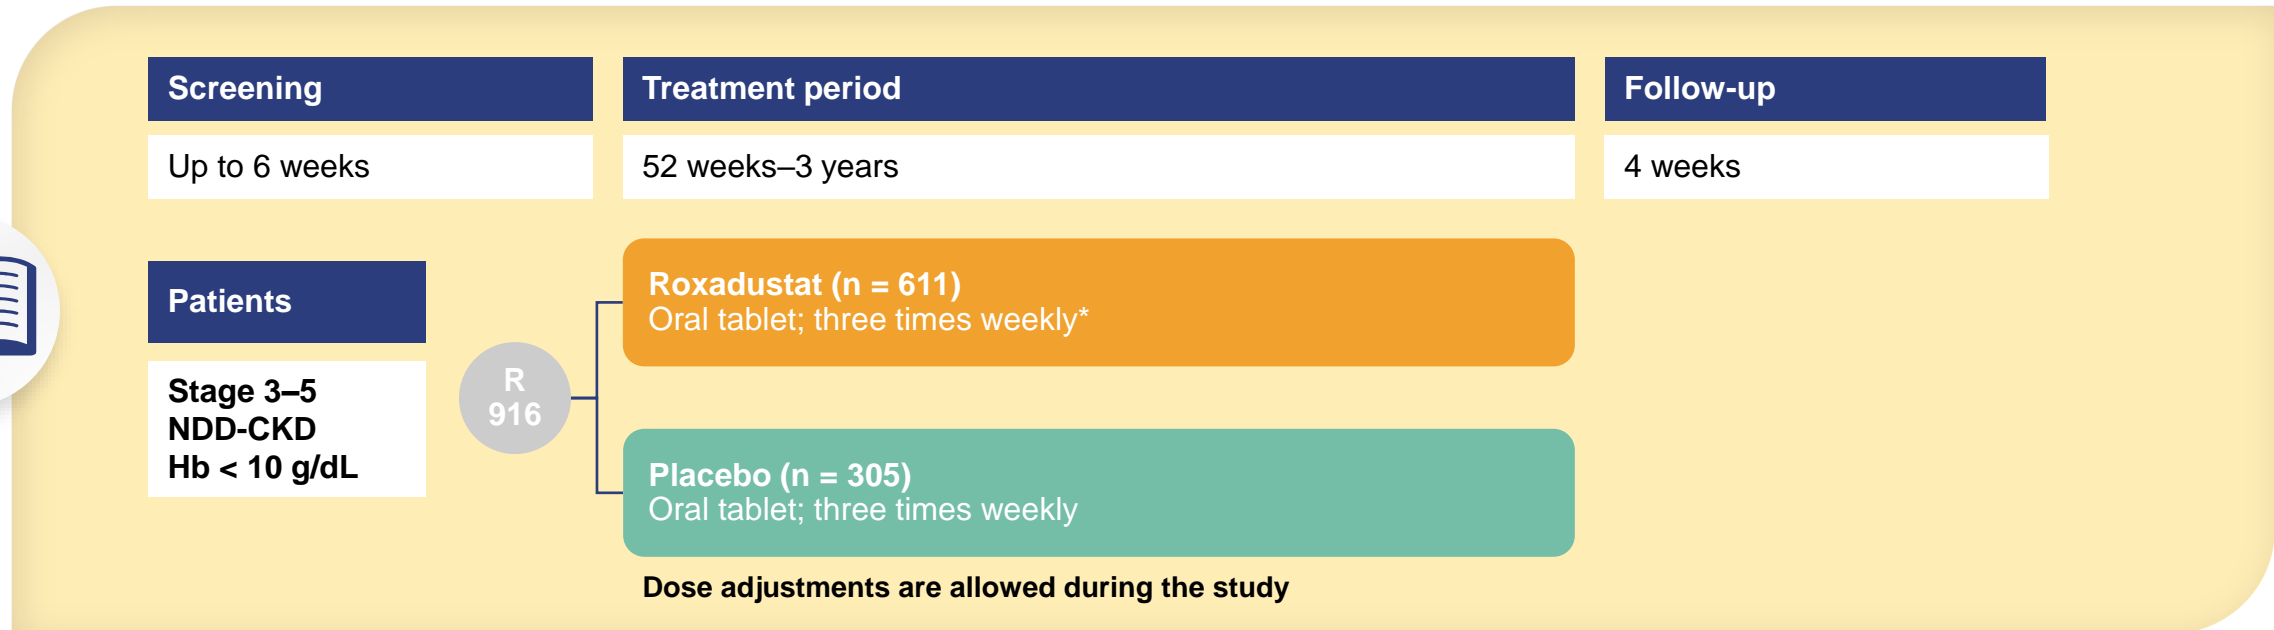 Screening
Treatment period
Follow-up
Up to 6 weeks
52 weeks–3 years
4 weeks
Patients
Stage 3–5
NDD-CKD
Hb < 10 g/dL
R
916
Roxadustat (n = 611)
Oral tablet; three times weekly*
Placebo (n = 305)
Oral tablet; three times weekly
Dose adjustments are allowed during the study